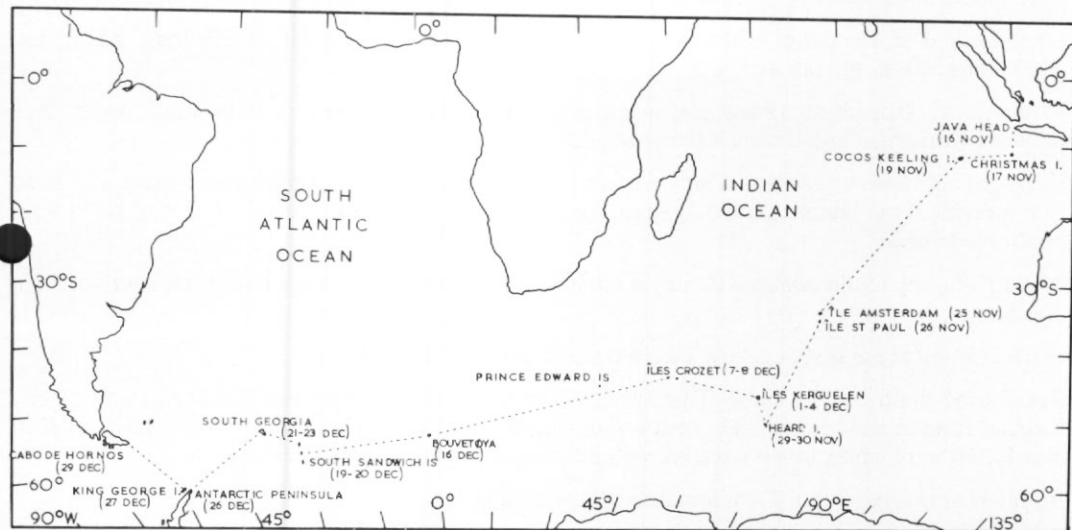 0°
0°
0°
JAVA HEAD
(16 NOV)
COCOS KEELING I.
(19 NOV)
CHRISTMAS I.
(17 NOV)
SOUTH
ATLANTIC
OCEAN
INDIAN
OCEAN
30°S
30°S
ÎLE AMSTERDAM (25 NOV)
ÎLE ST PAUL (26 NOV)
PRINCE EDWARD IS
ÎLES CROZET (7-8 DEC)
ÎLES KERGUELEN
(1-4 DEC)
HEARD I.
(29-30 NOV)
SOUTH GEORGIA
(21-23 DEC)
BOUVETØYA
(16 DEC)
SOUTH SANDWICH IS
(19-20 DEC)
CABODE HORNOS
(29 DEC)
KING GEORGE I.
(27 DEC)
ANTARCTIC PENINSULA
(26 DEC)
60°
60°
90°W
45°
0°
45°
90°E
135°